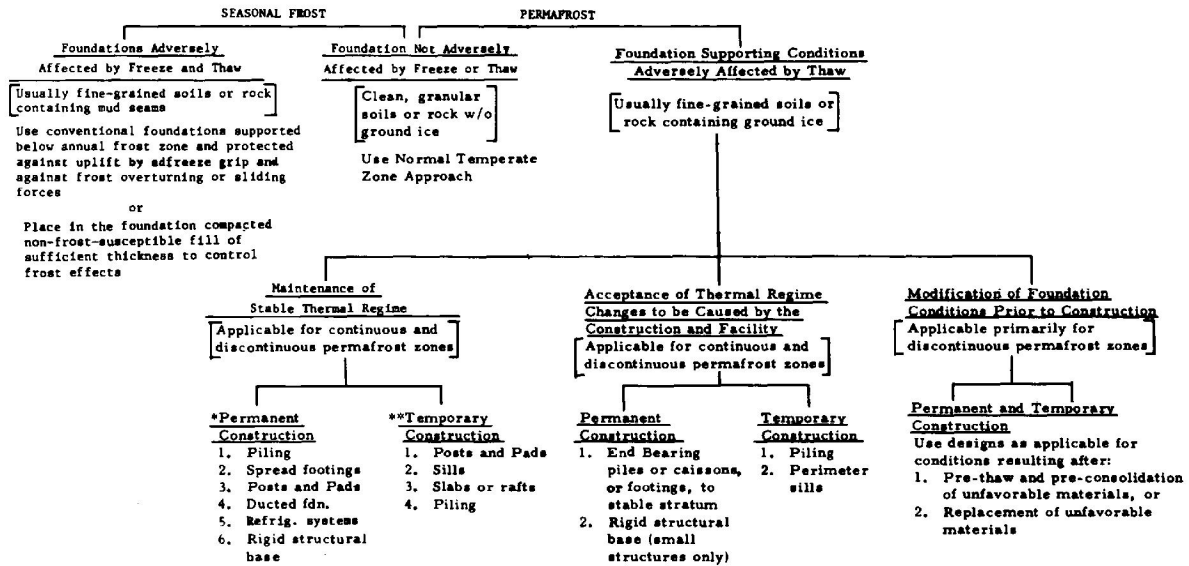 SEASONAL FROST
PERMAFROST
Foundations Adversely
Affected by Freeze and Thaw
[Usually fine-grained soils or rock
containing mud seams]
Use conventional foundations supported
below annual frost zone and protected
against uplift by adfreeze grip and
against frost overturning or sliding
forces
or
Place in the foundation compacted
non-frost-susceptible fill of
sufficient thickness to control
frost effects
Foundation Not Adversely
Affected by Freeze or Thaw
[Clean, granular
soils or rock w/o
ground ice]
Use Normal Temperate
Zone Approach
Foundation Supporting Conditions
Adversely Affected by Thaw
[Usually fine-grained soils or
rock containing ground ice]
Maintenance of
Stable Thermal Regime
[Applicable for continuous and
discontinuous permafrost zones]
*Permanent
Construction
1. Piling
2. Spread footings
3. Posts and Pads
4. Ducted fdn.
5. Refrig. systems
6. Rigid structural
base
**Temporary
Construction
1. Posts and Pads
2. Sills
3. Slabs or rafts
4. Piling
Acceptance of Thermal Regime
Changes to be Caused by the
Construction and Facility
[Applicable for continuous and
discontinuous permafrost zones]
Permanent
Construction
1. End Bearing
piles or caissons,
or footings, to
stable stratum
2. Rigid structural
base (small
structures only)
Temporary
Construction
1. Piling
2. Perimeter
sills
Modification of Foundation
Conditions Prior to Construction
[Applicable primarily for
discontinuous permafrost zones]
Permanent and Temporary
Construction
Use designs as applicable for
conditions resulting after:
1. Pre-thaw and pre-consolidation
of unfavorable materials, or
2. Replacement of unfavorable
materials